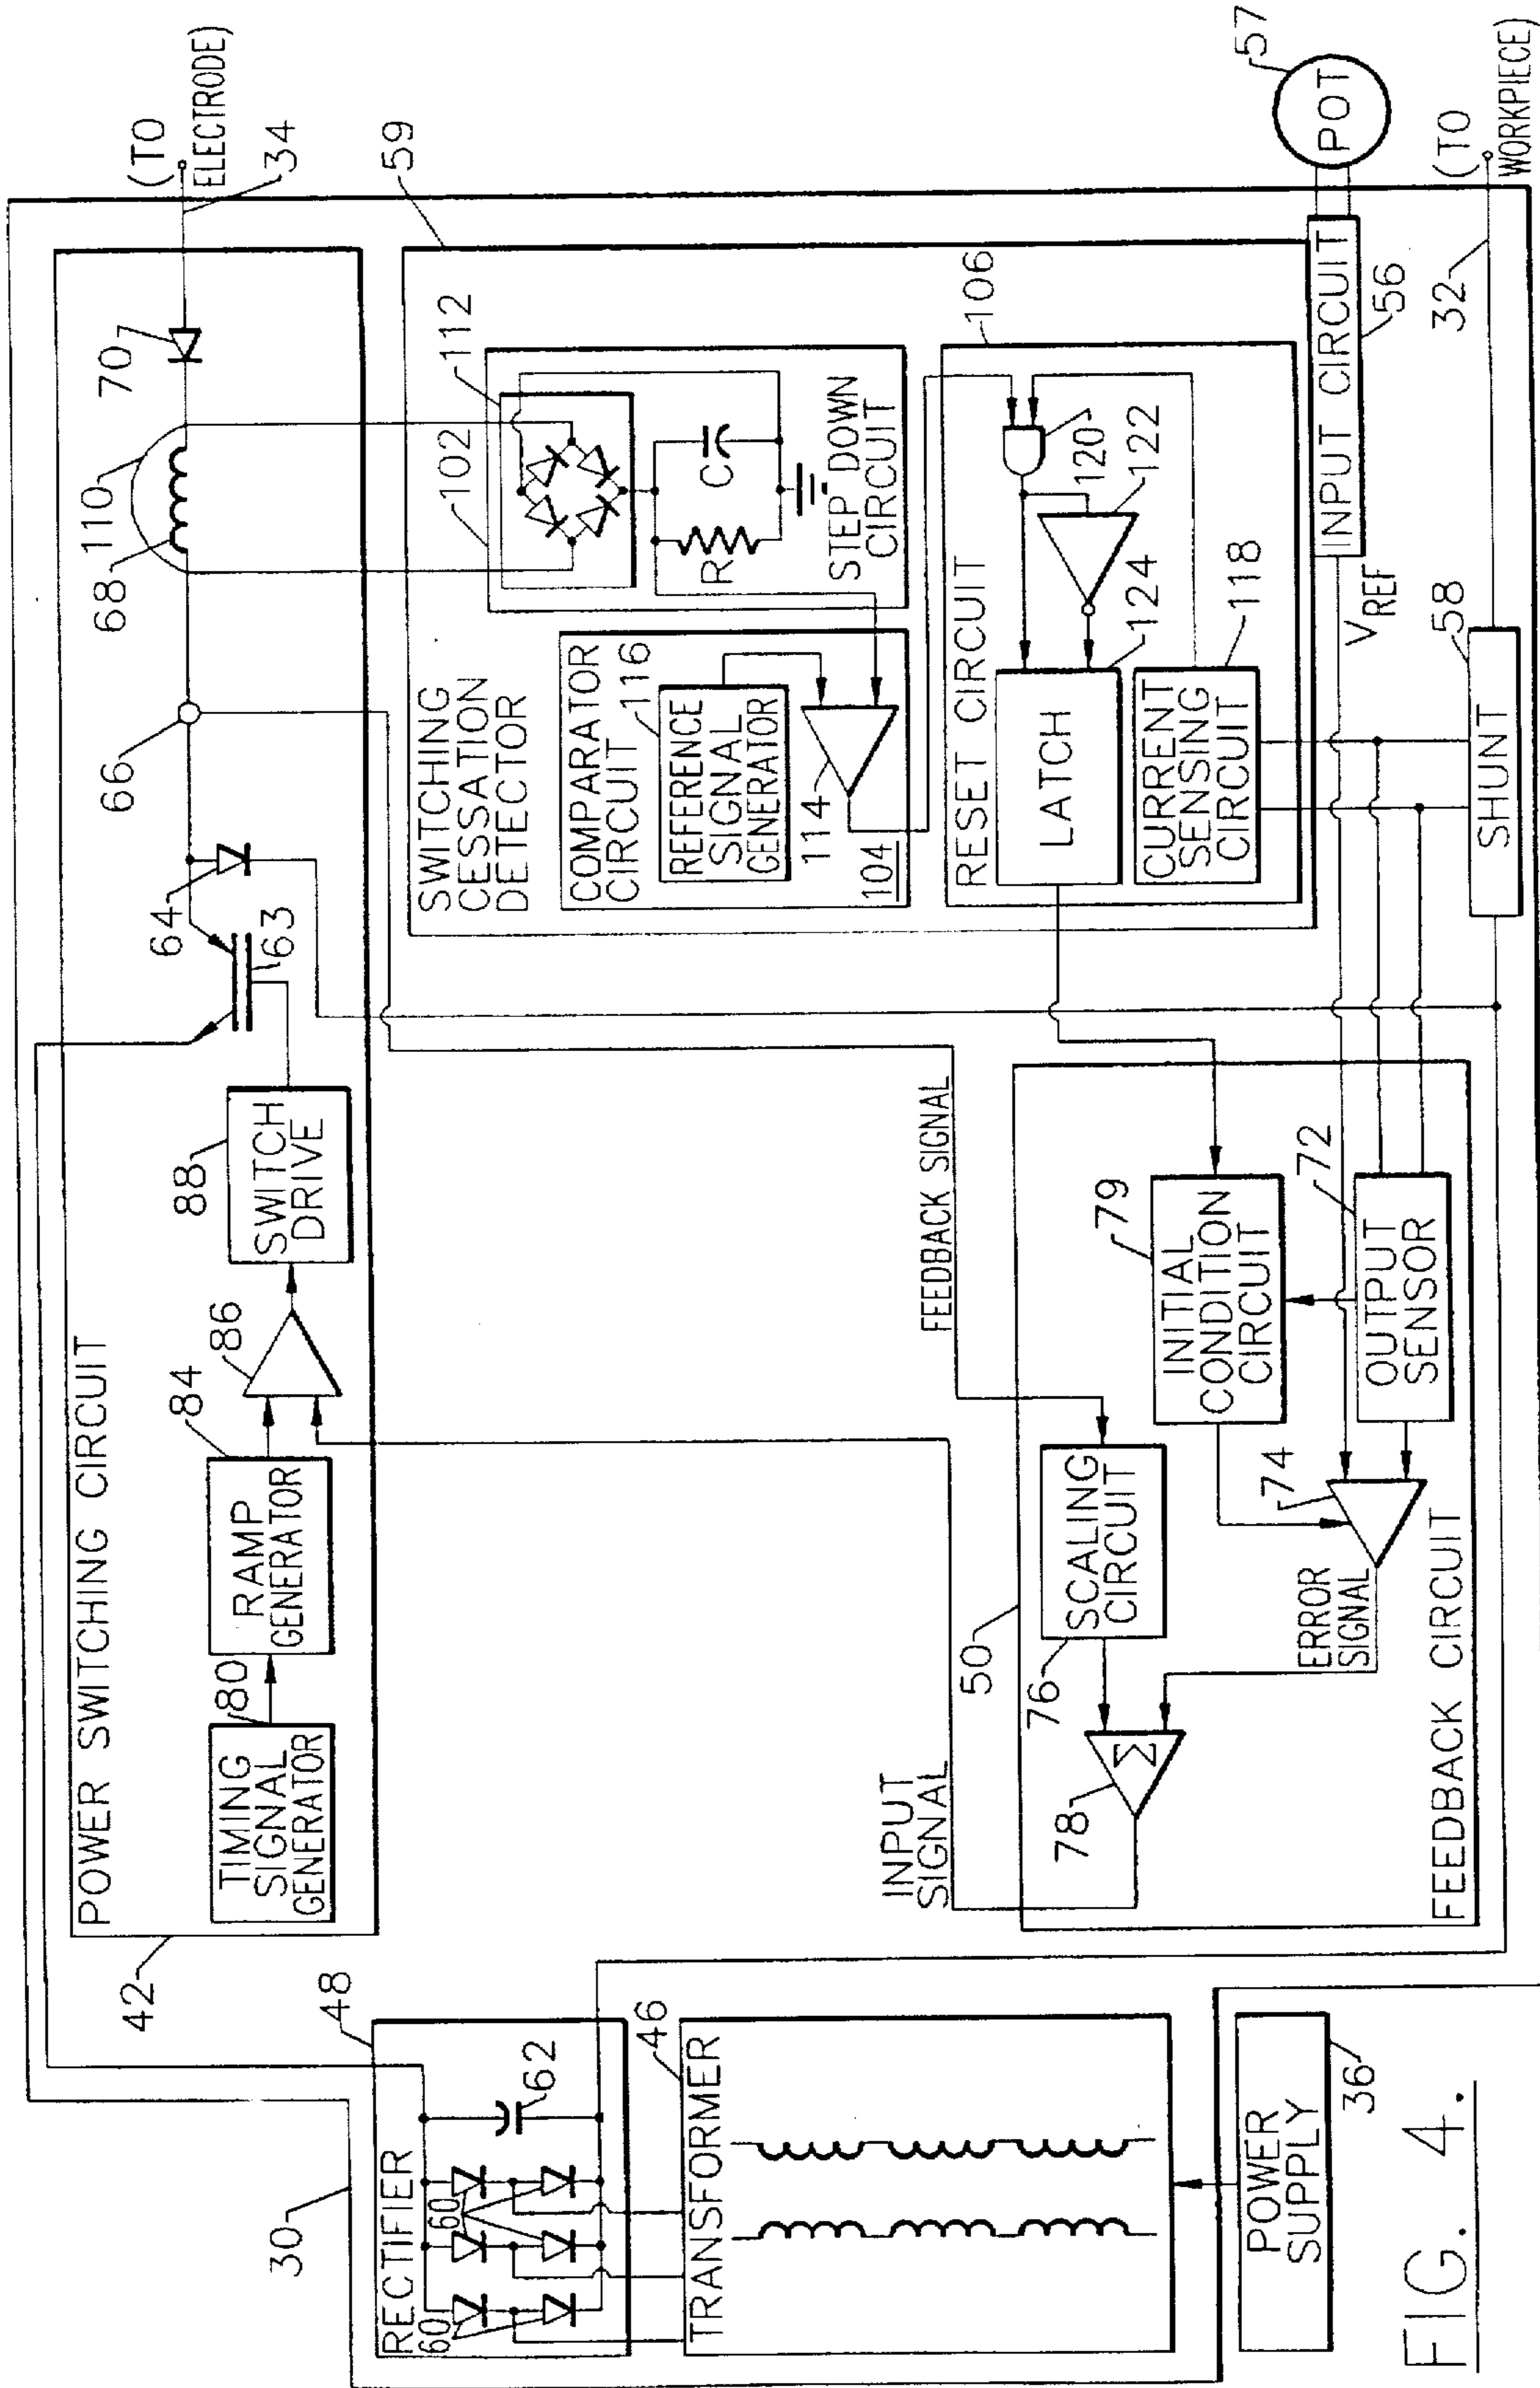 POWER SWITCHING CIRCUIT
42
TIMING
SIGNAL
GENERATOR
80
RAMP
GENERATOR
84
86
SWITCH
DRIVE
88
63
64
66
68
110
70
(TO
ELECTRODE)
34
30
RECTIFIER
48
60
60
62
TRANSFORMER
46
POWER
SUPPLY
36
SWITCHING
CESSATION
DETECTOR
59
102
112
R
C
STEP DOWN
CIRCUIT
COMPARATOR
CIRCUIT
116
REFERENCE
SIGNAL
GENERATOR
114
104
RESET CIRCUIT
106
LATCH
124
120
122
CURRENT
SENSING
CIRCUIT
118
INPUT CIRCUIT
56
POT
57
VREF
SHUNT
58
32
(TO
WORKPIECE)
FEEDBACK SIGNAL
INPUT
SIGNAL
50
76
SCALING
CIRCUIT
78
Σ
INITIAL
CONDITION
CIRCUIT
79
OUTPUT
SENSOR
72
74
ERROR
SIGNAL
FEEDBACK CIRCUIT
FIG. 4.